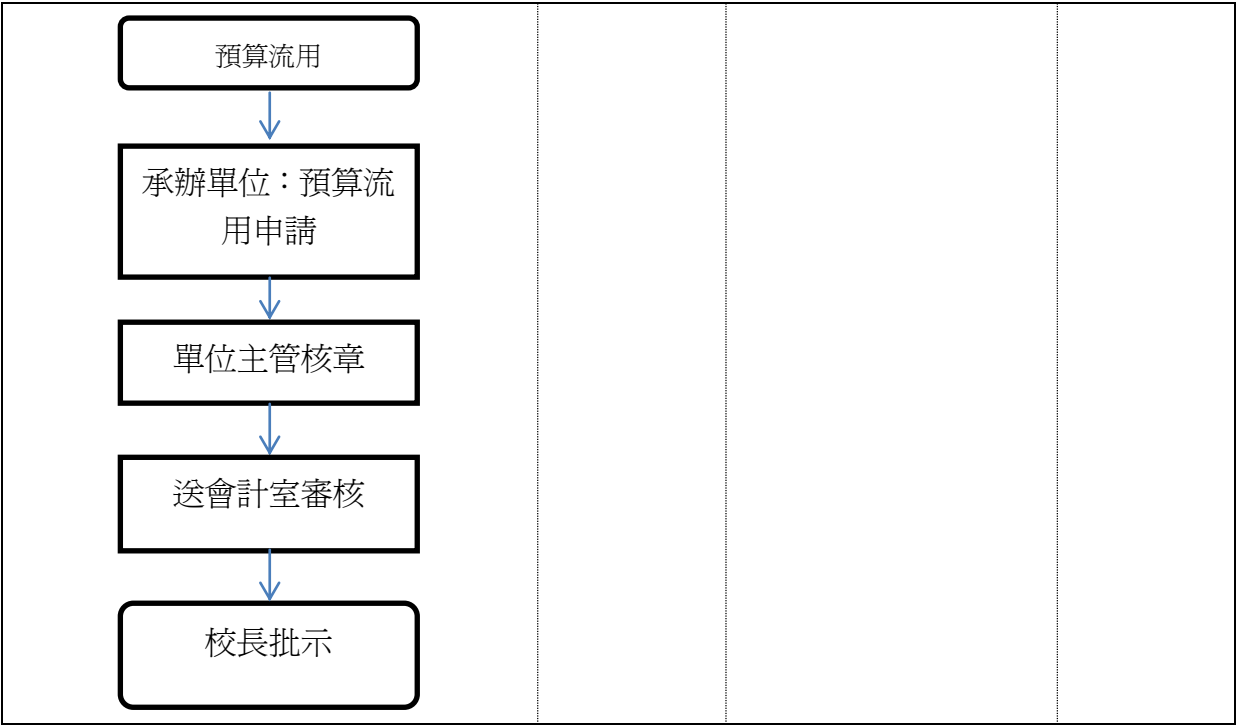 預算流用
承辦單位：預算流
用申請
單位主管核章
送會計室審核
校長批示